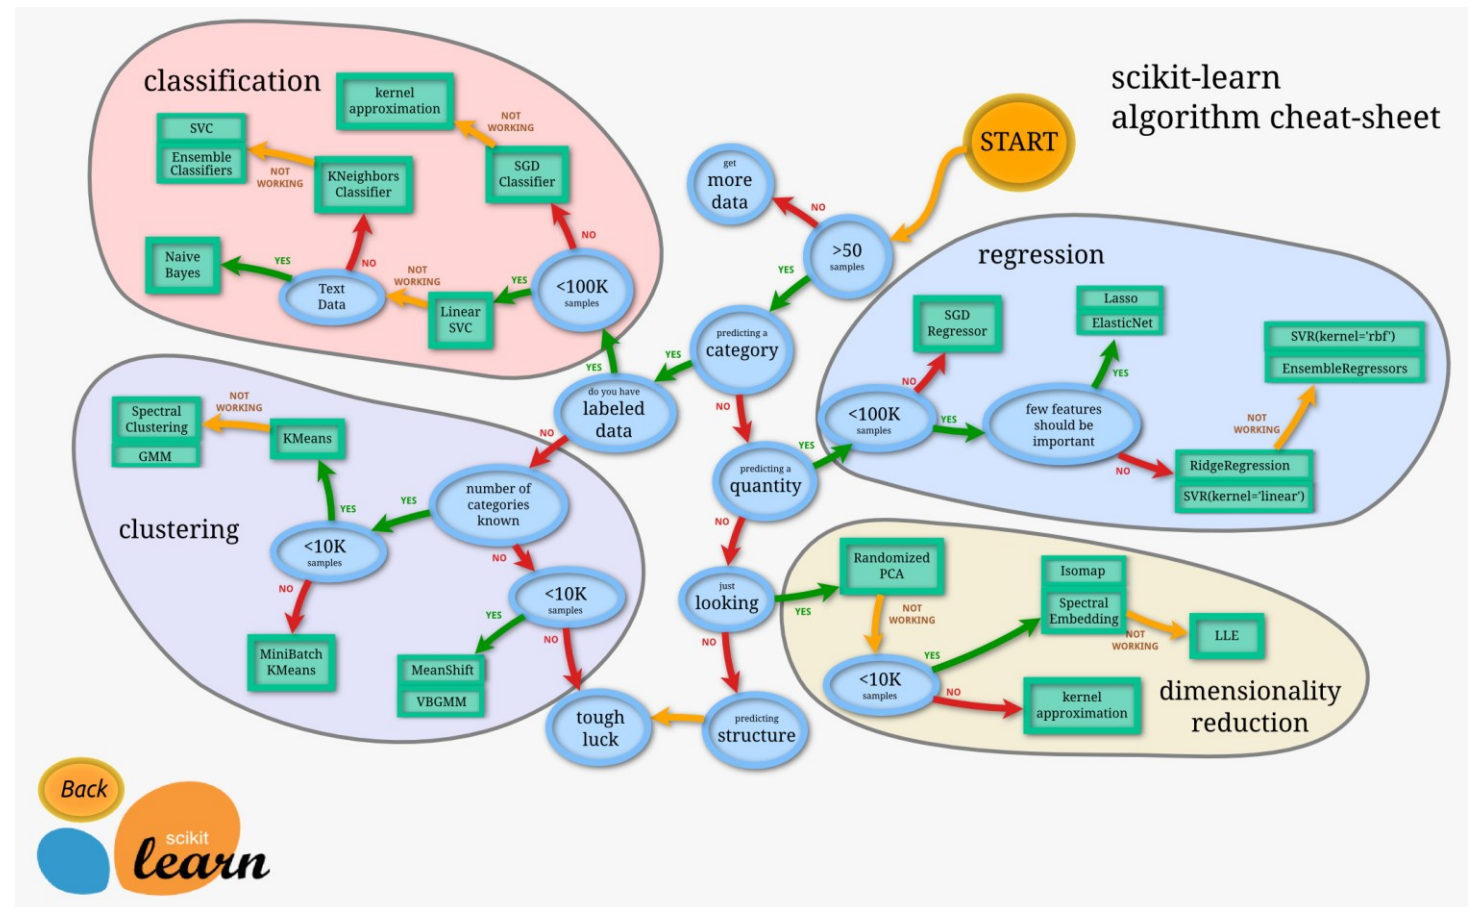 scikit-learn
algorithm cheat-sheet
START
get
more
data
NO
>50
samples
YES
predicting a
category
YES
NO
do you have
labeled
data
YES
NO
predicting a
quantity
YES
NO
just
looking
YES
NO
predicting
structure
tough
luck
classification
kernel
approximation
NOT
WORKING
SGD
Classifier
NO
<100K
samples
YES
Linear
SVC
NOT
WORKING
Text
Data
YES
Naive
Bayes
NO
KNeighbors
Classifier
NOT
WORKING
SVC
Ensemble
Classifiers
regression
<100K
samples
NO
SGD
Regressor
YES
few features
should be
important
YES
Lasso
ElasticNet
NO
RidgeRegression
SVR(kernel='linear')
NOT
WORKING
SVR(kernel='rbf')
EnsembleRegressors
clustering
number of
categories
known
YES
<10K
samples
YES
KMeans
NOT
WORKING
Spectral
Clustering
GMM
NO
MiniBatch
KMeans
NO
<10K
samples
YES
MeanShift
VBGMM
NO
dimensionality
reduction
Randomized
PCA
NOT
WORKING
<10K
samples
YES
Isomap
Spectral
Embedding
NOT
WORKING
LLE
NO
kernel
approximation
Back
scikit
learn